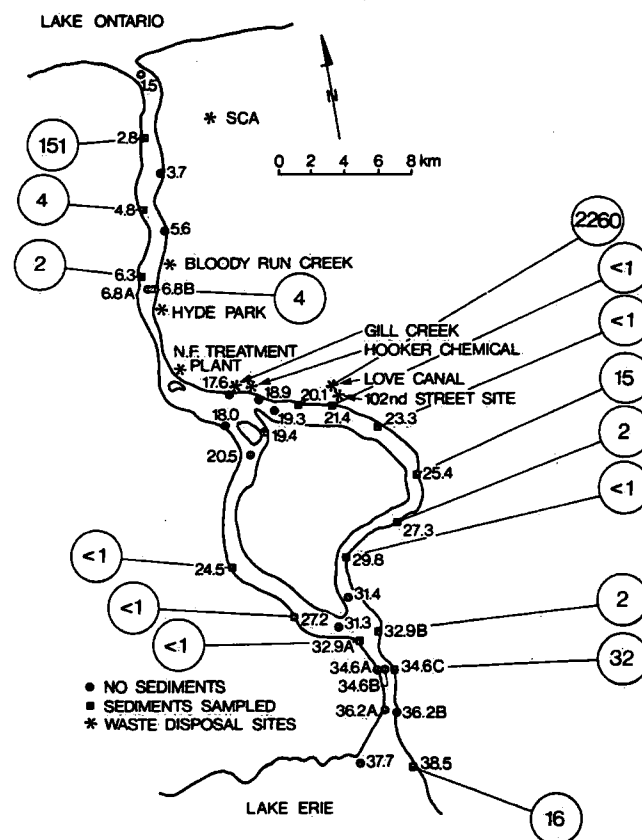 LAKE ONTARIO
1.5
N
* SCA
0 2 4 6 8 km
151
2.8
3.7
4
4.8
5.6
2260
<1
* BLOODY RUN CREEK
2
6.3
6.8A
6.8B
4
<1
* HYDE PARK
GILL CREEK
N.F. TREATMENT
HOOKER CHEMICAL
* PLANT
LOVE CANAL
15
17.6
18.9
20.1
* 102nd STREET SITE
18.0
19.3
21.4
23.3
19.4
2
20.5
25.4
<1
27.3
<1
29.8
24.5
31.4
<1
27.2
31.3
32.9B
2
<1
32.9A
34.6A
34.6C
32
34.6B
● NO SEDIMENTS
■ SEDIMENTS SAMPLED
* WASTE DISPOSAL SITES
36.2A
36.2B
37.7
38.5
LAKE ERIE
16